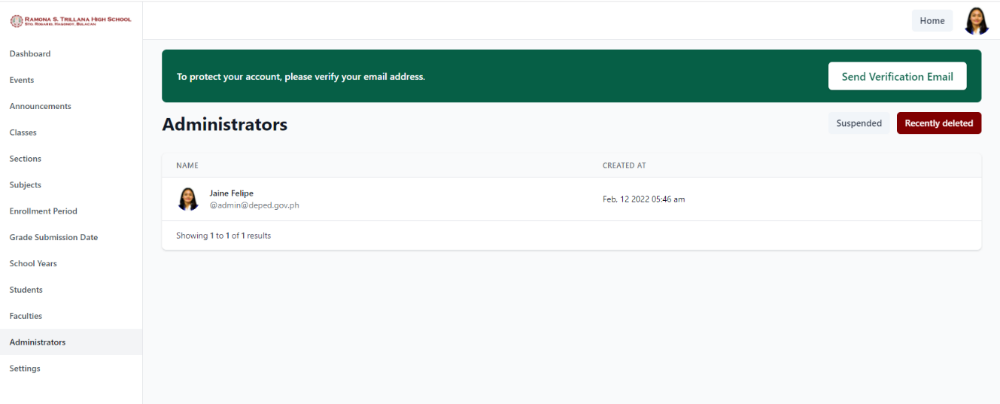 RAMONA S. TRILLANA HIGH SCHOOL
STO. ROSARIO, HAGONOY, BULACAN
Home
Dashboard
Events
Announcements
Classes
Sections
Subjects
Enrollment Period
Grade Submission Date
School Years
Students
Faculties
Administrators
Settings
To protect your account, please verify your email address.
Send Verification Email
Administrators
Suspended
Recently deleted
NAME
CREATED AT
Jaine Felipe
@admin@deped.gov.ph
Feb, 12 2022 05:46 am
Showing 1 to 1 of 1 results